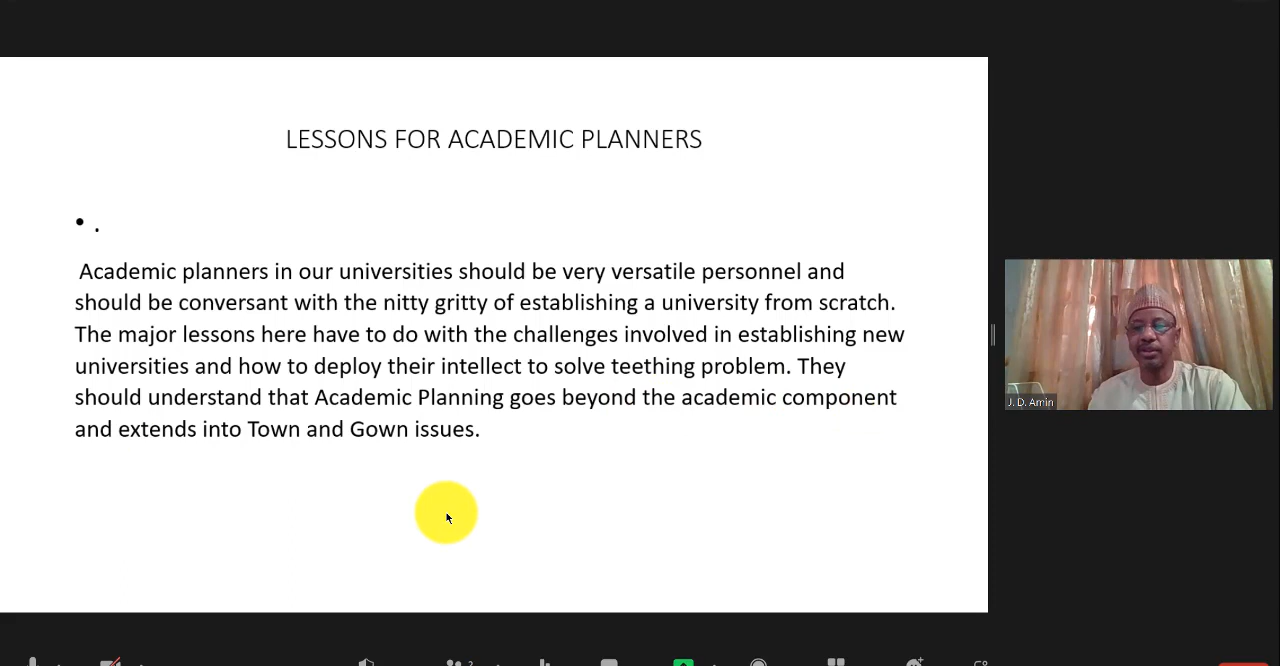 LESSONS FOR ACADEMIC PLANNERS
• .
Academic planners in our universities should be very versatile personnel and
should be conversant with the nitty gritty of establishing a university from scratch.
The major lessons here have to do with the challenges involved in establishing new
universities and how to deploy their intellect to solve teething problem. They
should understand that Academic Planning goes beyond the academic component
and extends into Town and Gown issues.
J. D. Amin